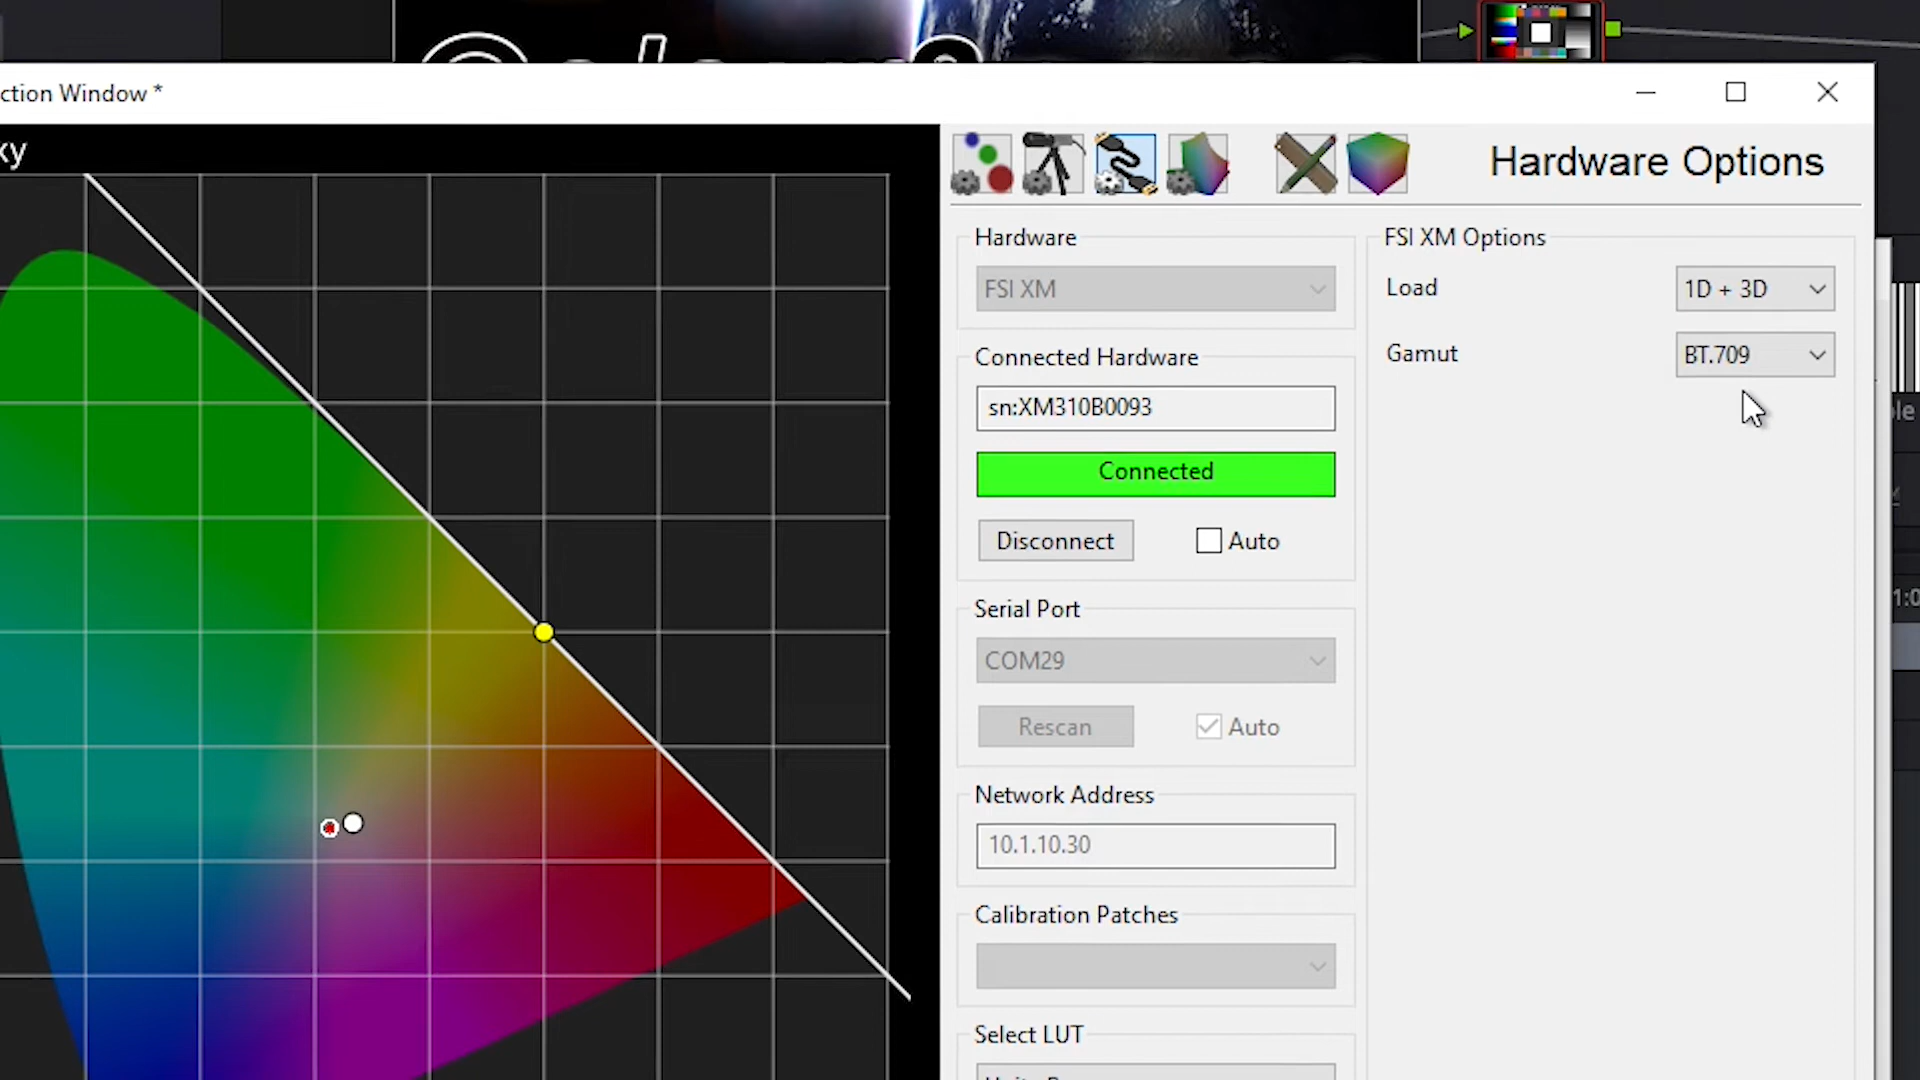 ction Window *
xy
Hardware Options
Hardware
FSI XM
Connected Hardware
sn:XM310B0093
Connected
Disconnect
Auto
Serial Port
COM29
Rescan
Auto
Network Address
10.1.10.30
Calibration Patches
Select LUT
FSI XM Options
Load
1D + 3D
Gamut
BT.709